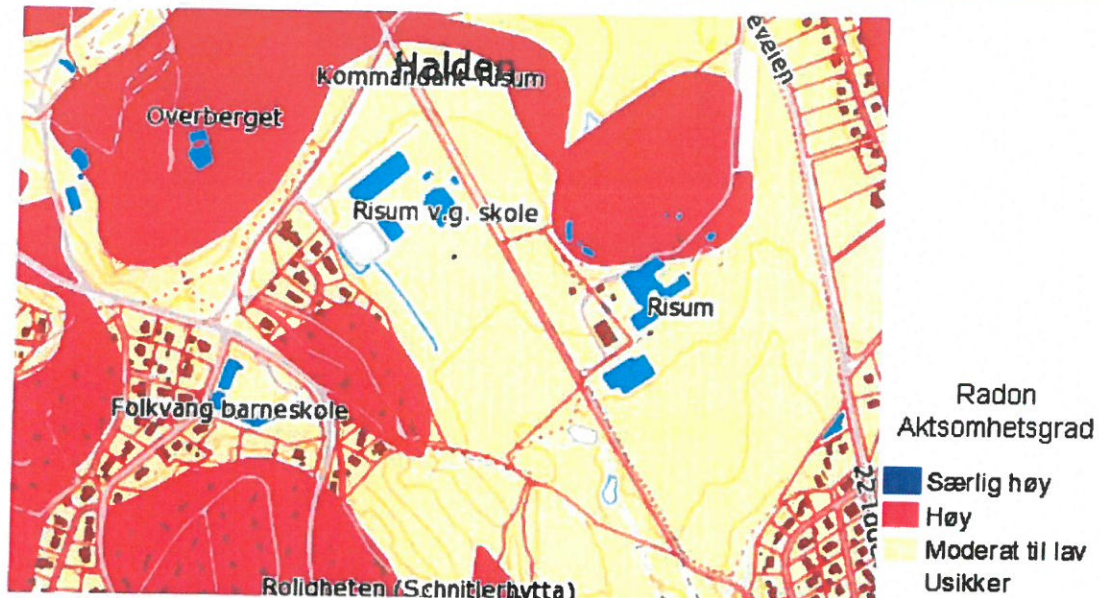 Halden
Kommandant Risum
Overberget
Risum v.g. skole
Risum
Folkvang barneskole
Roligheten (Schnitlerhytta)
Radon
Aktsomhetsgrad
Særlig høy
Høy
Moderat til lav
Usikker